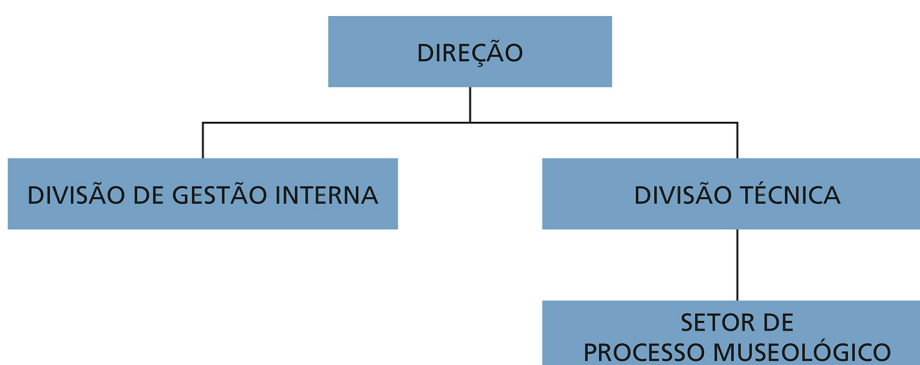 DIREÇÃO
DIVISÃO DE GESTÃO INTERNA
DIVISÃO TÉCNICA
SETOR DE
PROCESSO MUSEOLÓGICO